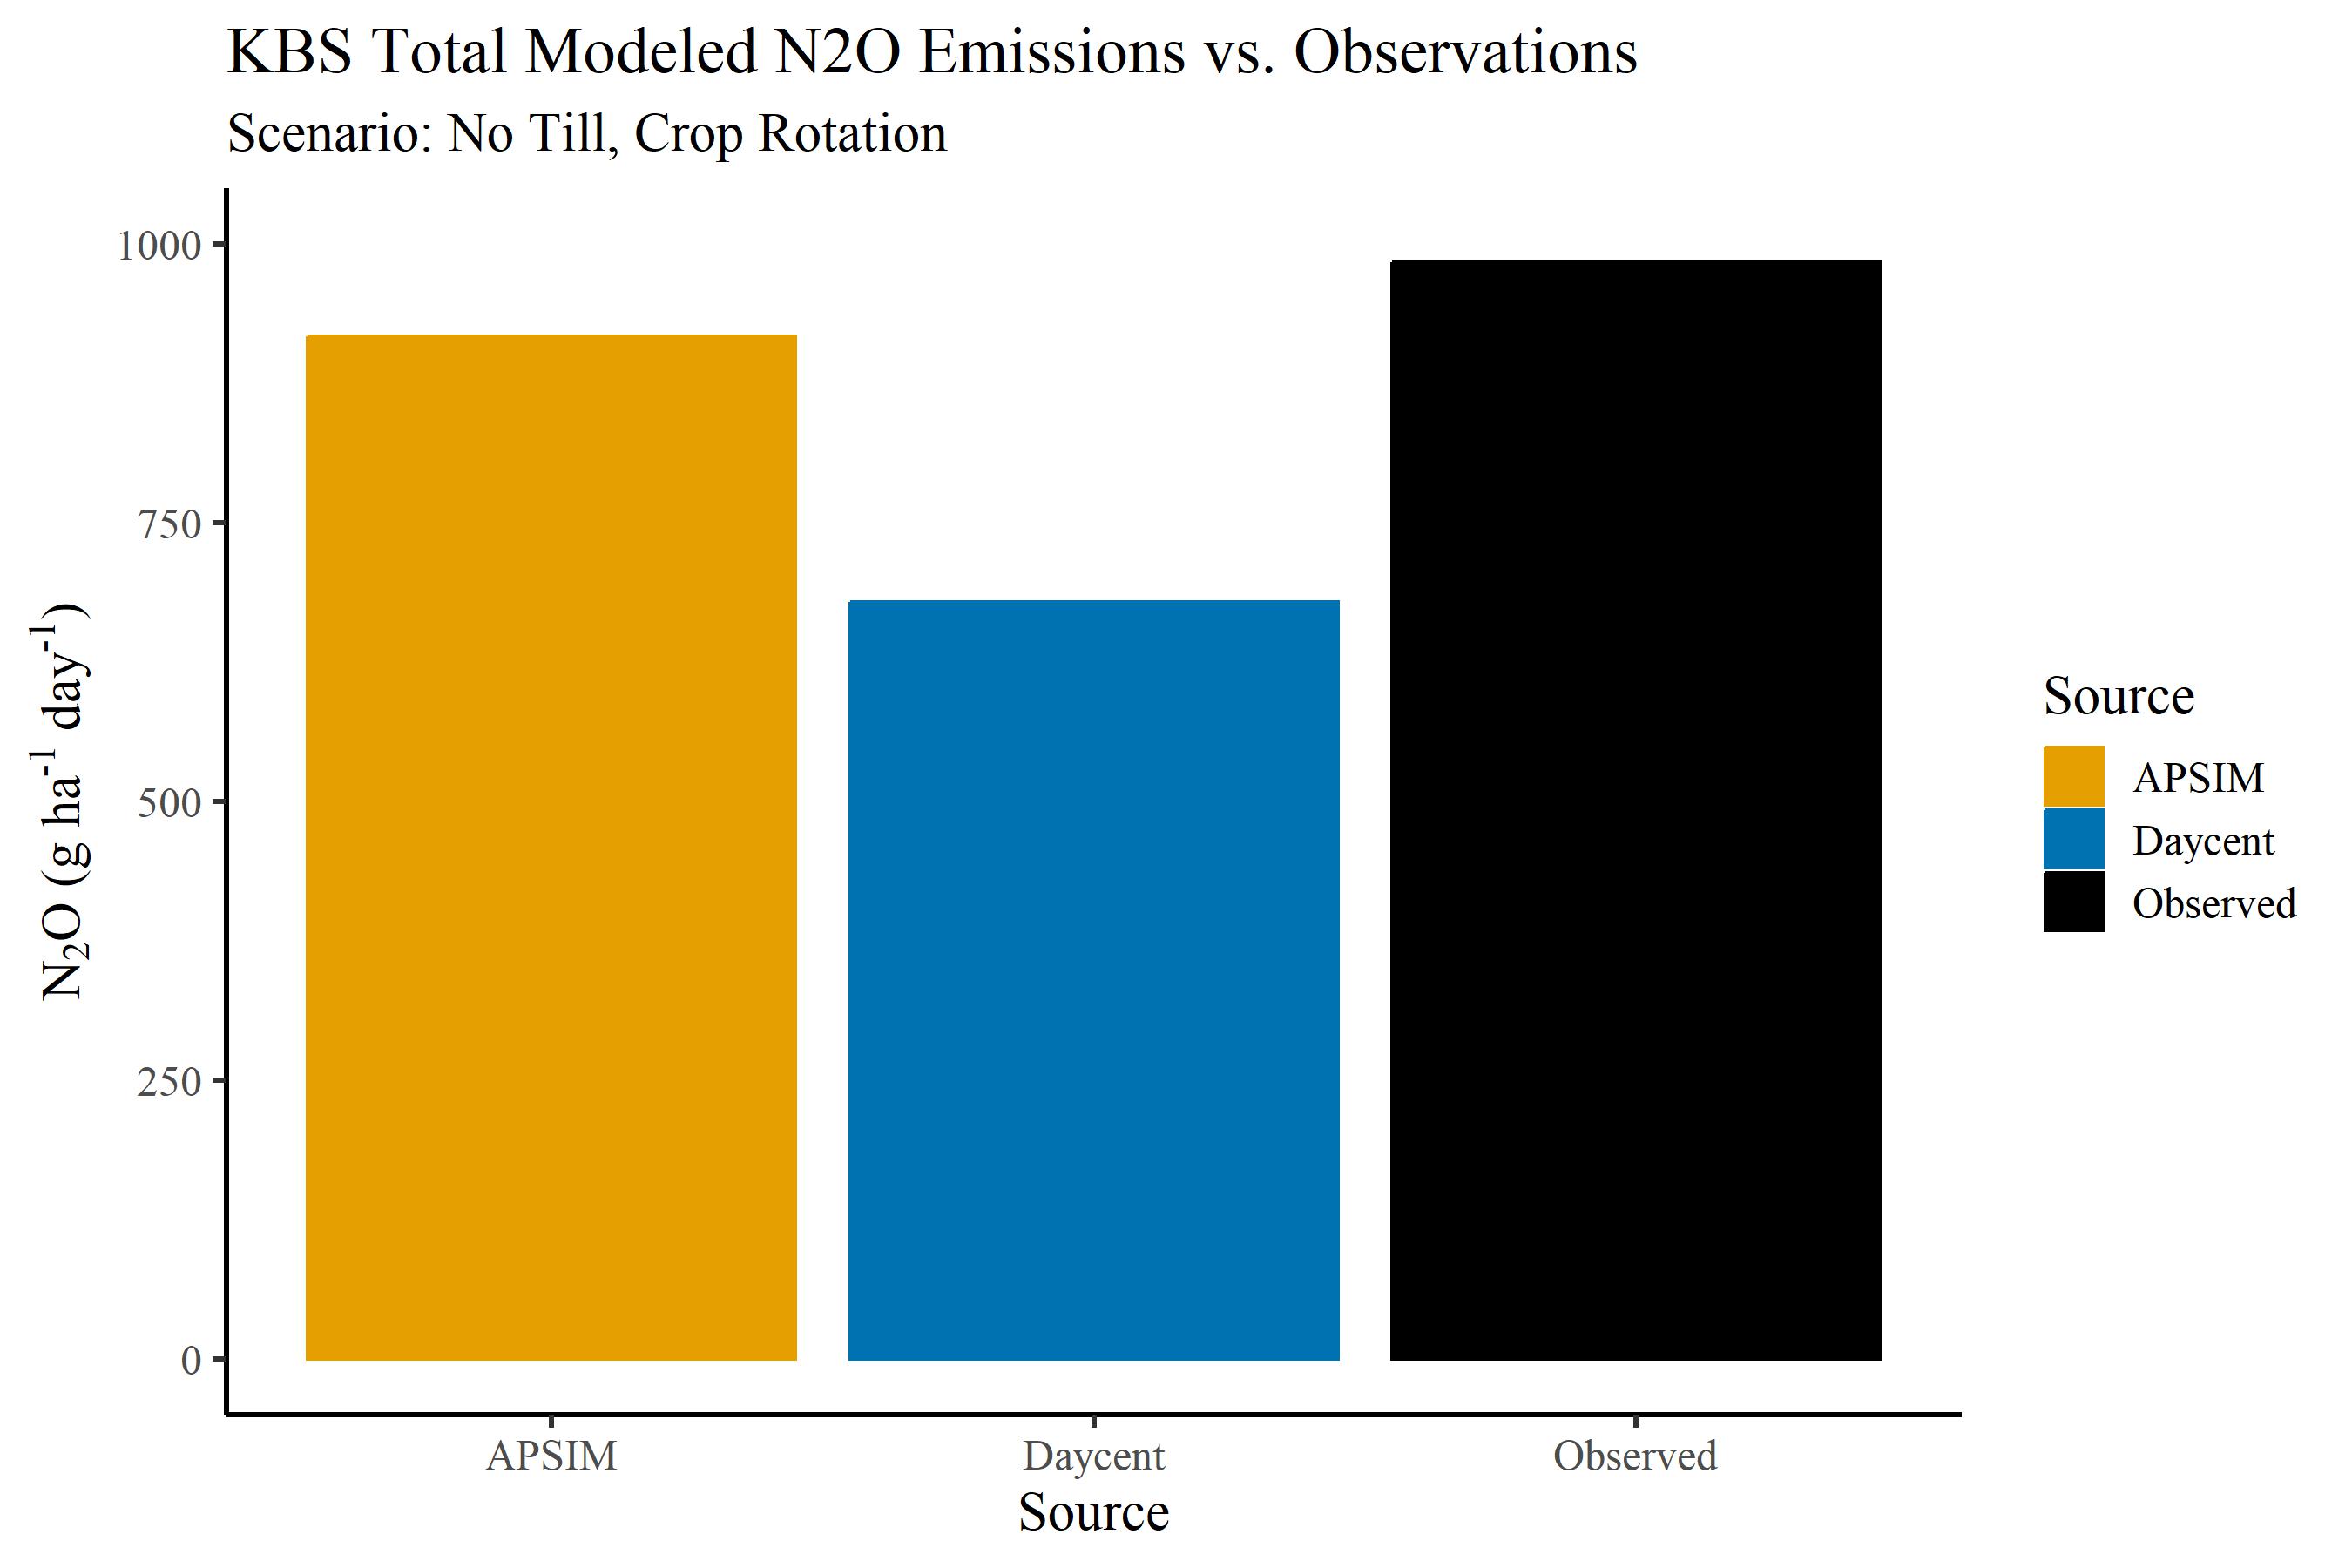 KBS Total Modeled N2O Emissions vs. Observations
Scenario: No Till, Crop Rotation
N₂O (g ha⁻¹ day⁻¹)
1000
750
500
250
0
APSIM
Daycent
Observed
Source
Source
APSIM
Daycent
Observed